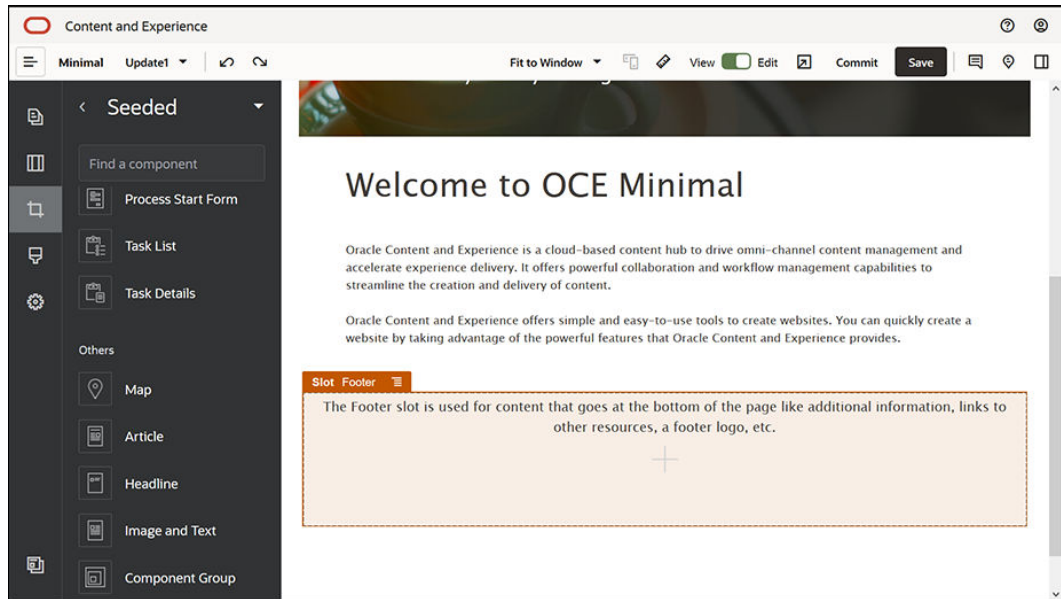 Content and Experience
Minimal Update1 Fit to Window View Edit Commit Save
Seeded
Find a component
Process Start Form
Task List
Task Details
Others
Map
Article
Headline
Image and Text
Component Group
Welcome to OCE Minimal
Oracle Content and Experience is a cloud-based content hub to drive omni-channel content management and
accelerate experience delivery. It offers powerful collaboration and workflow management capabilities to
streamline the creation and delivery of content.
Oracle Content and Experience offers simple and easy-to-use tools to create websites. You can quickly create a
website by taking advantage of the powerful features that Oracle Content and Experience provides.
Slot Footer
The Footer slot is used for content that goes at the bottom of the page like additional information, links to
other resources, a footer logo, etc.